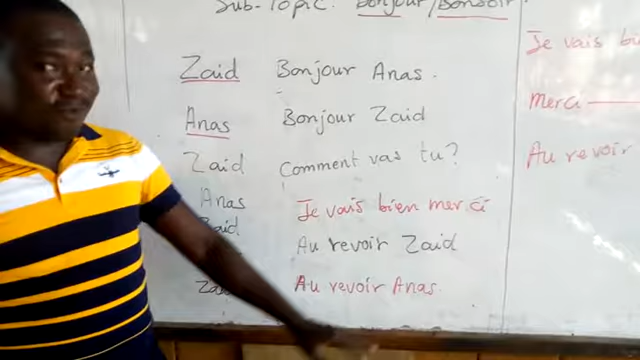 Sub-Topic: Bonjour/Bonsoir
Zaid Bonjour Anas.
Anas Bonjour Zaid
Zaid Comment vas tu?
Anas Je vais bien merci
Zaid Au revoir Zaid
Au revoir Anas.
Je vais
Merci
Au revoir